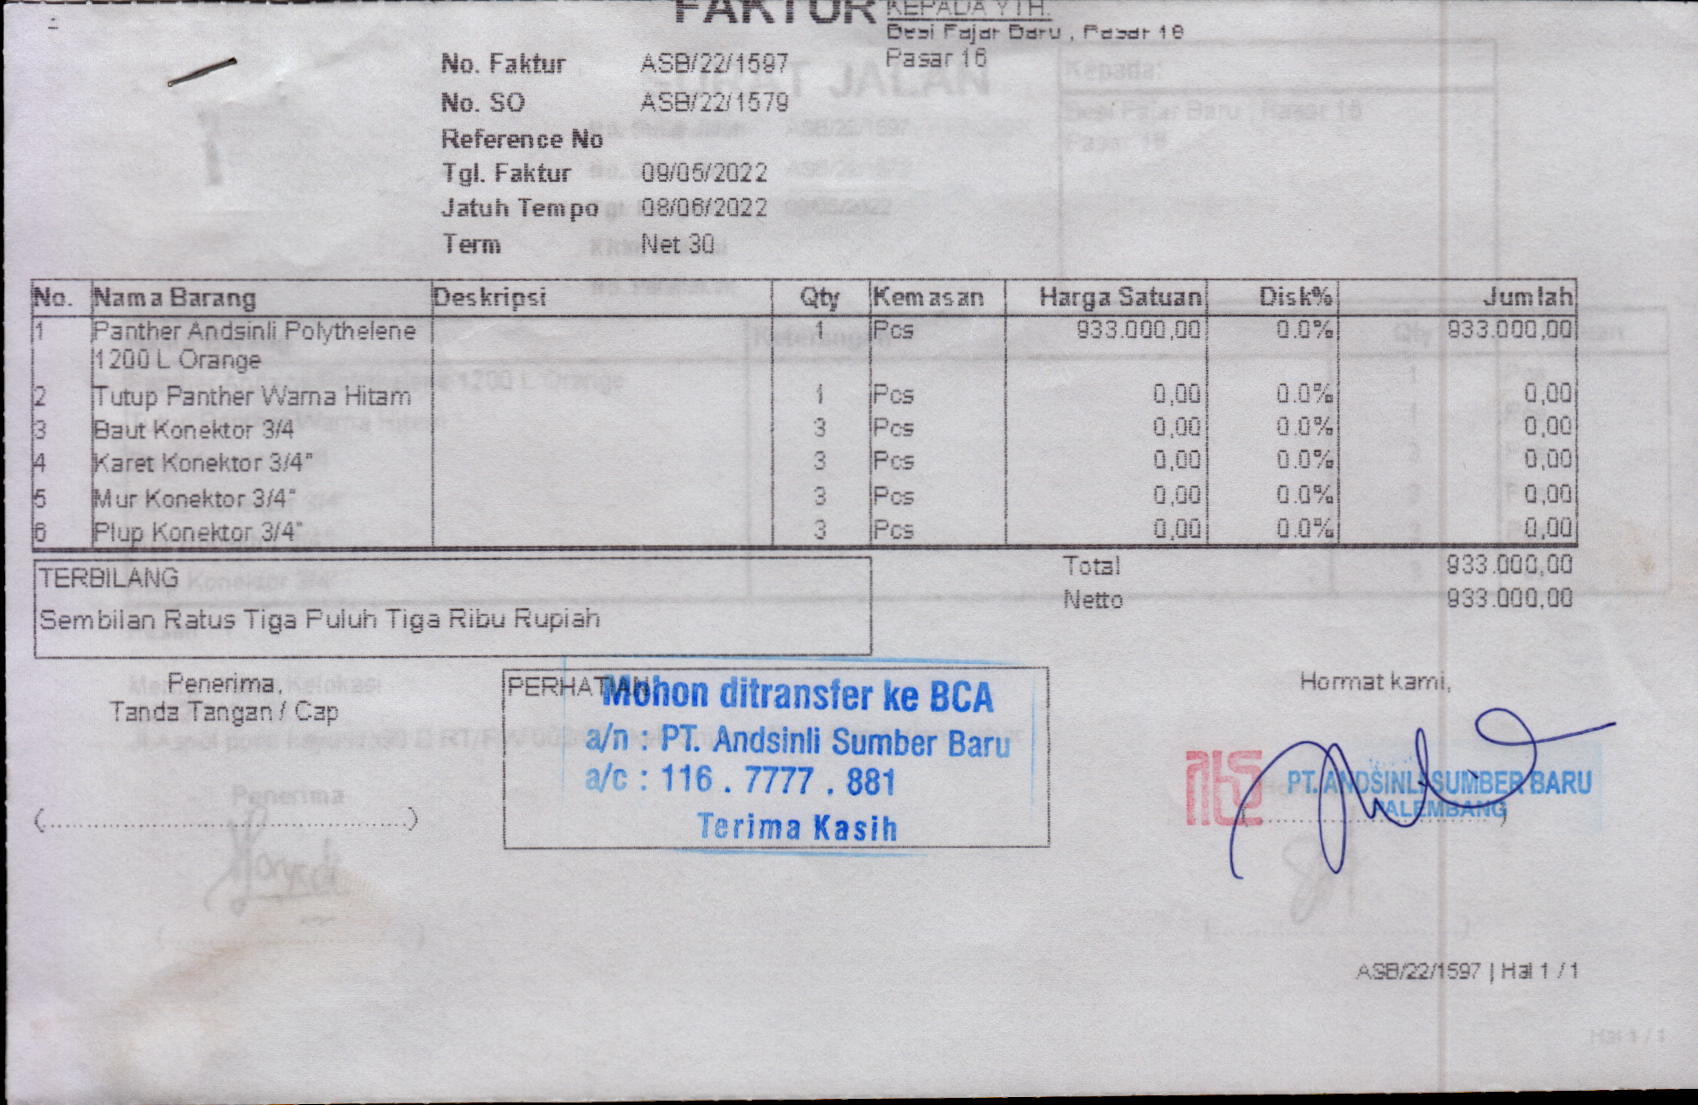 FAKTUR
KEPADA YTH.
Desi Fajar Baru , Pasar 16
Pasar 16
No. Faktur ASB/22/1597
No. SO ASB/22/1579
Reference No
Tgl. Faktur 09/05/2022
Jatuh Tempo 08/06/2022
Term Net 30
No. Nama Barang Deskripsi Qty Kemasan Harga Satuan Disk% Jumlah
1 Panther Andsinli Polythelene 1 Pcs 933.000,00 0.0% 933.000,00
1200 L Orange
2 Tutup Panther Warna Hitam 1 Pcs 0,00 0.0% 0,00
3 Baut Konektor 3/4 3 Pcs 0,00 0.0% 0,00
4 Karet Konektor 3/4" 3 Pcs 0,00 0.0% 0,00
5 Mur Konektor 3/4" 3 Pcs 0,00 0.0% 0,00
6 Plup Konektor 3/4" 3 Pcs 0,00 0.0% 0,00
Total 933.000,00
Netto 933.000,00
TERBILANG
Sembilan Ratus Tiga Puluh Tiga Ribu Rupiah
Penerima,
Tanda Tangan / Cap
(..............................)
PERHATIAN
Mohon ditransfer ke BCA
a/n : PT. Andsinli Sumber Baru
a/c : 116 . 7777 . 881
Terima Kasih
Hormat kami,
PT. ANDSINLI SUMBER BARU
PALEMBANG
ASB/22/1597 | Hal 1 / 1